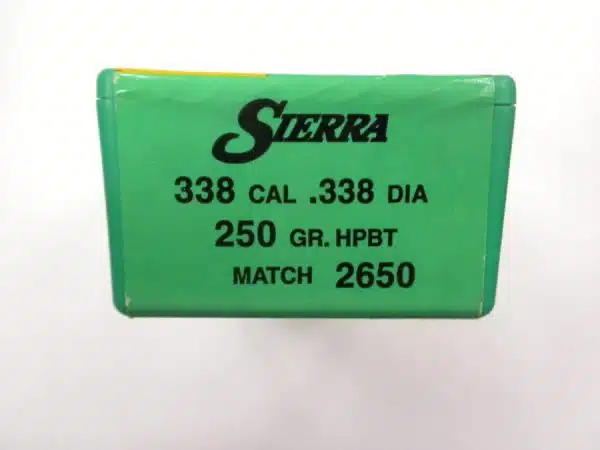 SIERRA
338 CAL .338 DIA
250 GR. HPBT
MATCH 2650